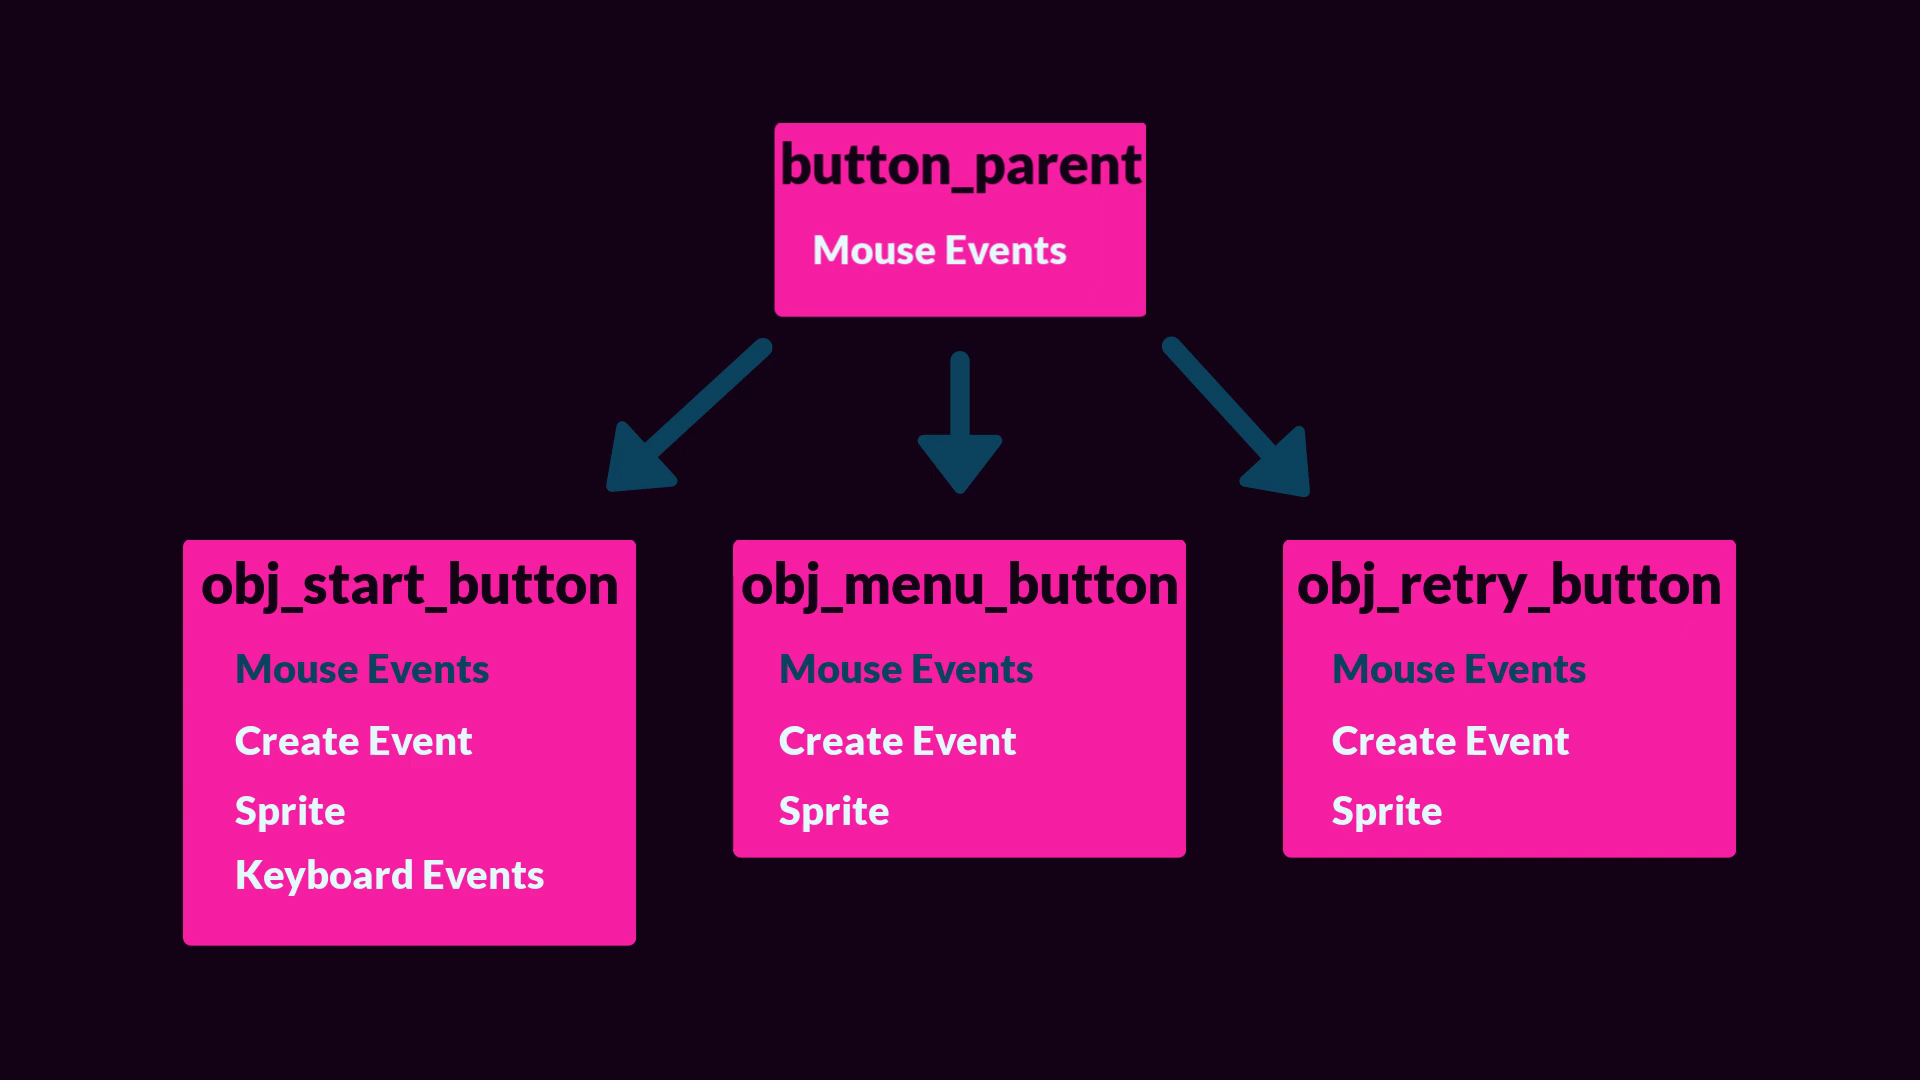 button_parent
Mouse Events
obj_start_button
Mouse Events
Create Event
Sprite
Keyboard Events
obj_menu_button
Mouse Events
Create Event
Sprite
obj_retry_button
Mouse Events
Create Event
Sprite